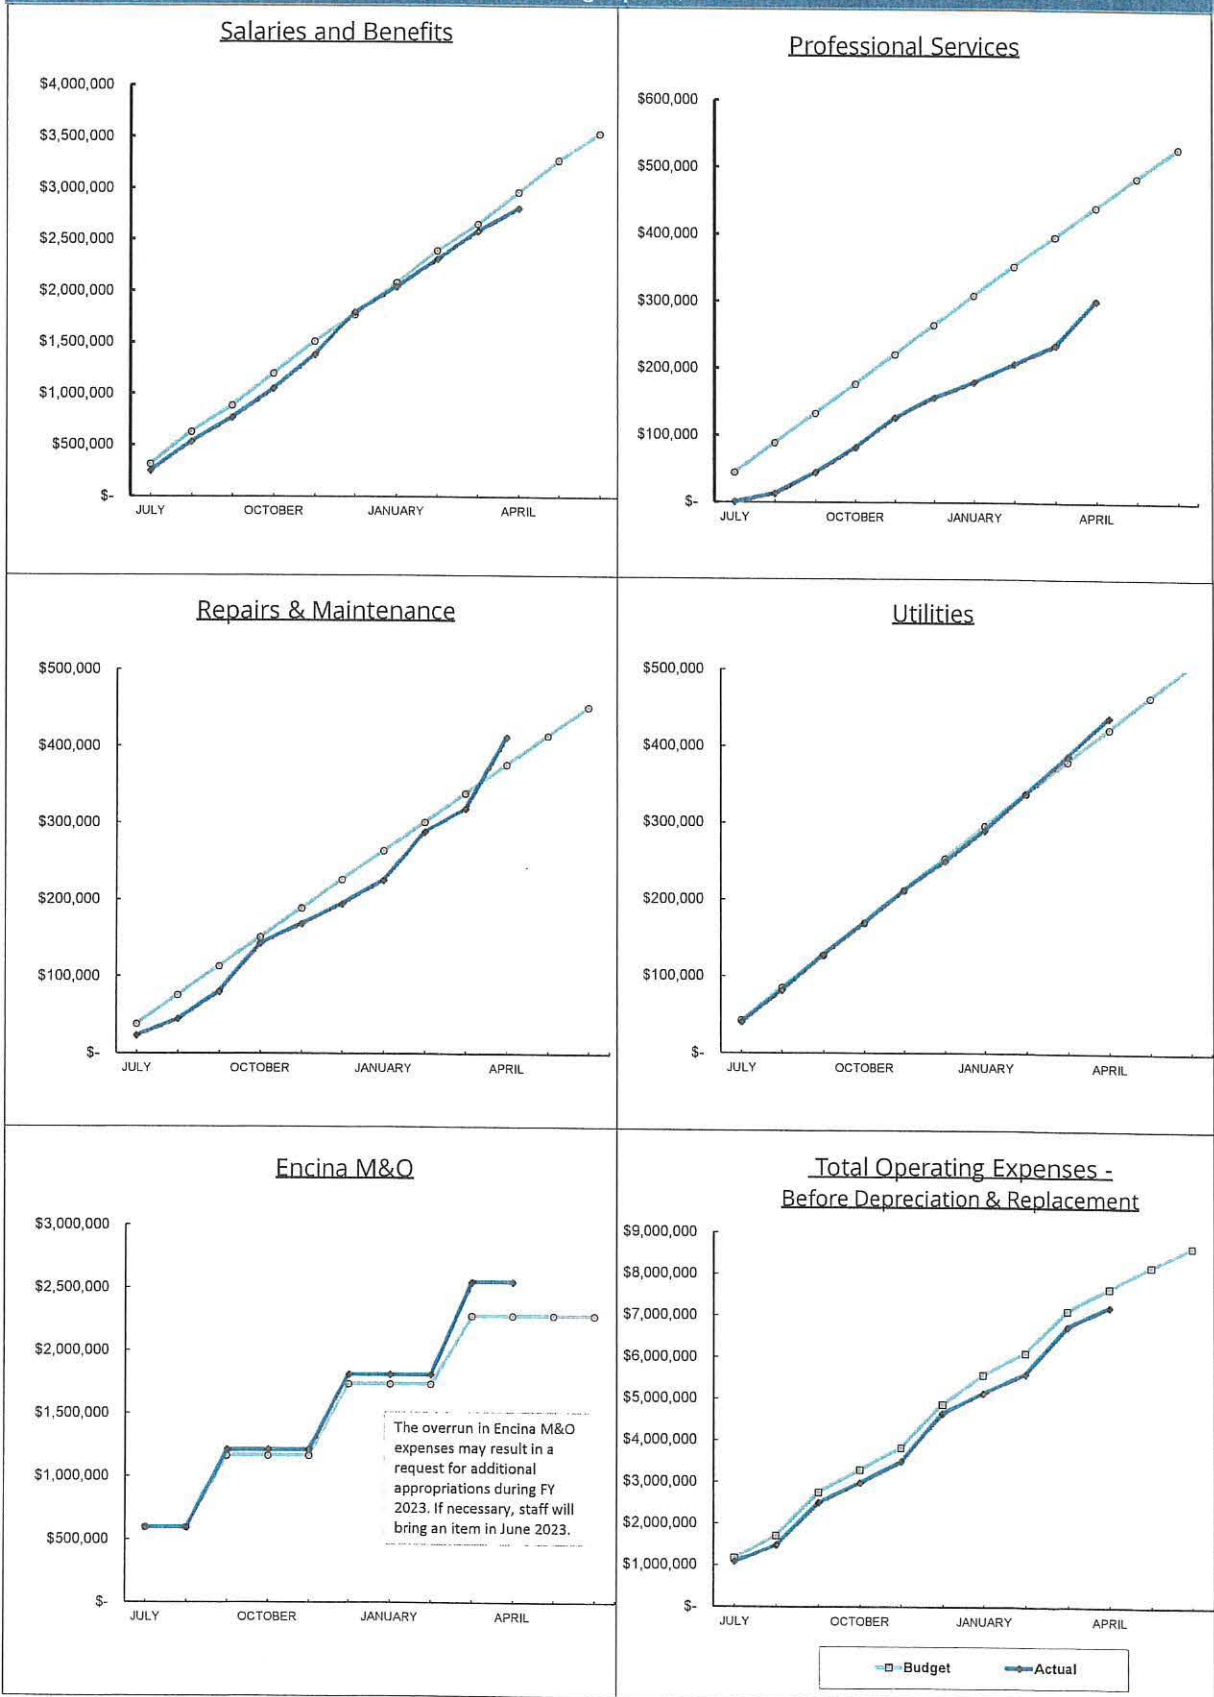 Salaries and Benefits
$4,000,000
$3,500,000
$3,000,000
$2,500,000
$2,000,000
$1,500,000
$1,000,000
$500,000
$-
JULY OCTOBER JANUARY APRIL
Professional Services
$600,000
$500,000
$400,000
$300,000
$200,000
$100,000
$-
JULY OCTOBER JANUARY APRIL
Repairs & Maintenance
$500,000
$400,000
$300,000
$200,000
$100,000
$-
JULY OCTOBER JANUARY APRIL
Utilities
$500,000
$400,000
$300,000
$200,000
$100,000
$-
JULY OCTOBER JANUARY APRIL
Encina M&O
$3,000,000
$2,500,000
$2,000,000
$1,500,000
$1,000,000
$500,000
$-
JULY OCTOBER JANUARY APRIL
The overrun in Encina M&O
expenses may result in a
request for additional
appropriations during FY
2023. If necessary, staff will
bring an item in June 2023.
Total Operating Expenses -
Before Depreciation & Replacement
$9,000,000
$8,000,000
$7,000,000
$6,000,000
$5,000,000
$4,000,000
$3,000,000
$2,000,000
$1,000,000
$-
JULY OCTOBER JANUARY APRIL
Budget Actual